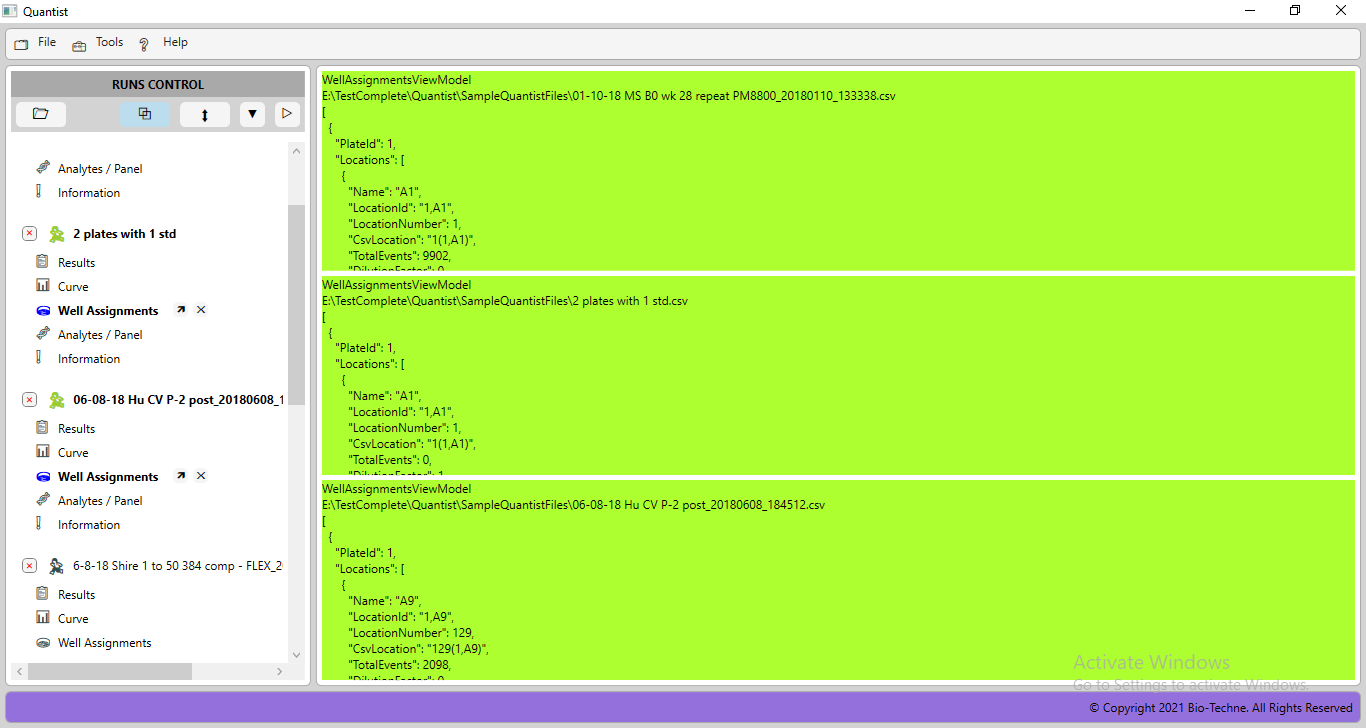 Quantist
File Tools Help
RUNS CONTROL
Analytes / Panel
Information
2 plates with 1 std
Results
Curve
Well Assignments
Analytes / Panel
Information
06-08-18 Hu CV P-2 post_20180608_1
Results
Curve
Well Assignments
Analytes / Panel
Information
6-8-18 Shire 1 to 50 384 comp - FLEX_20
Results
Curve
Well Assignments
WellAssignmentsViewModel
E:\TestComplete\Quantist\SampleQuantistFiles\01-10-18 MS B0 wk 28 repeat PM8800_20180110_133338.csv
[
{
"PlateId": 1,
"Locations": [
{
"Name": "A1",
"LocationId": "1,A1",
"LocationNumber": 1,
"CsvLocation": "1(1,A1)",
"TotalEvents": 9902,
"DilutionFactor": 0
WellAssignmentsViewModel
E:\TestComplete\Quantist\SampleQuantistFiles\2 plates with 1 std.csv
[
{
"PlateId": 1,
"Locations": [
{
"Name": "A1",
"LocationId": "1,A1",
"LocationNumber": 1,
"CsvLocation": "1(1,A1)",
"TotalEvents": 0,
"DilutionFactor": 1
WellAssignmentsViewModel
E:\TestComplete\Quantist\SampleQuantistFiles\06-08-18 Hu CV P-2 post_20180608_184512.csv
[
{
"PlateId": 1,
"Locations": [
{
"Name": "A9",
"LocationId": "1,A9",
"LocationNumber": 129,
"CsvLocation": "129(1,A9)",
"TotalEvents": 2098,
"DilutionFactor": 0
Activate Windows
Go to Settings to activate Windows.
© Copyright 2021 Bio-Techne. All Rights Reserved